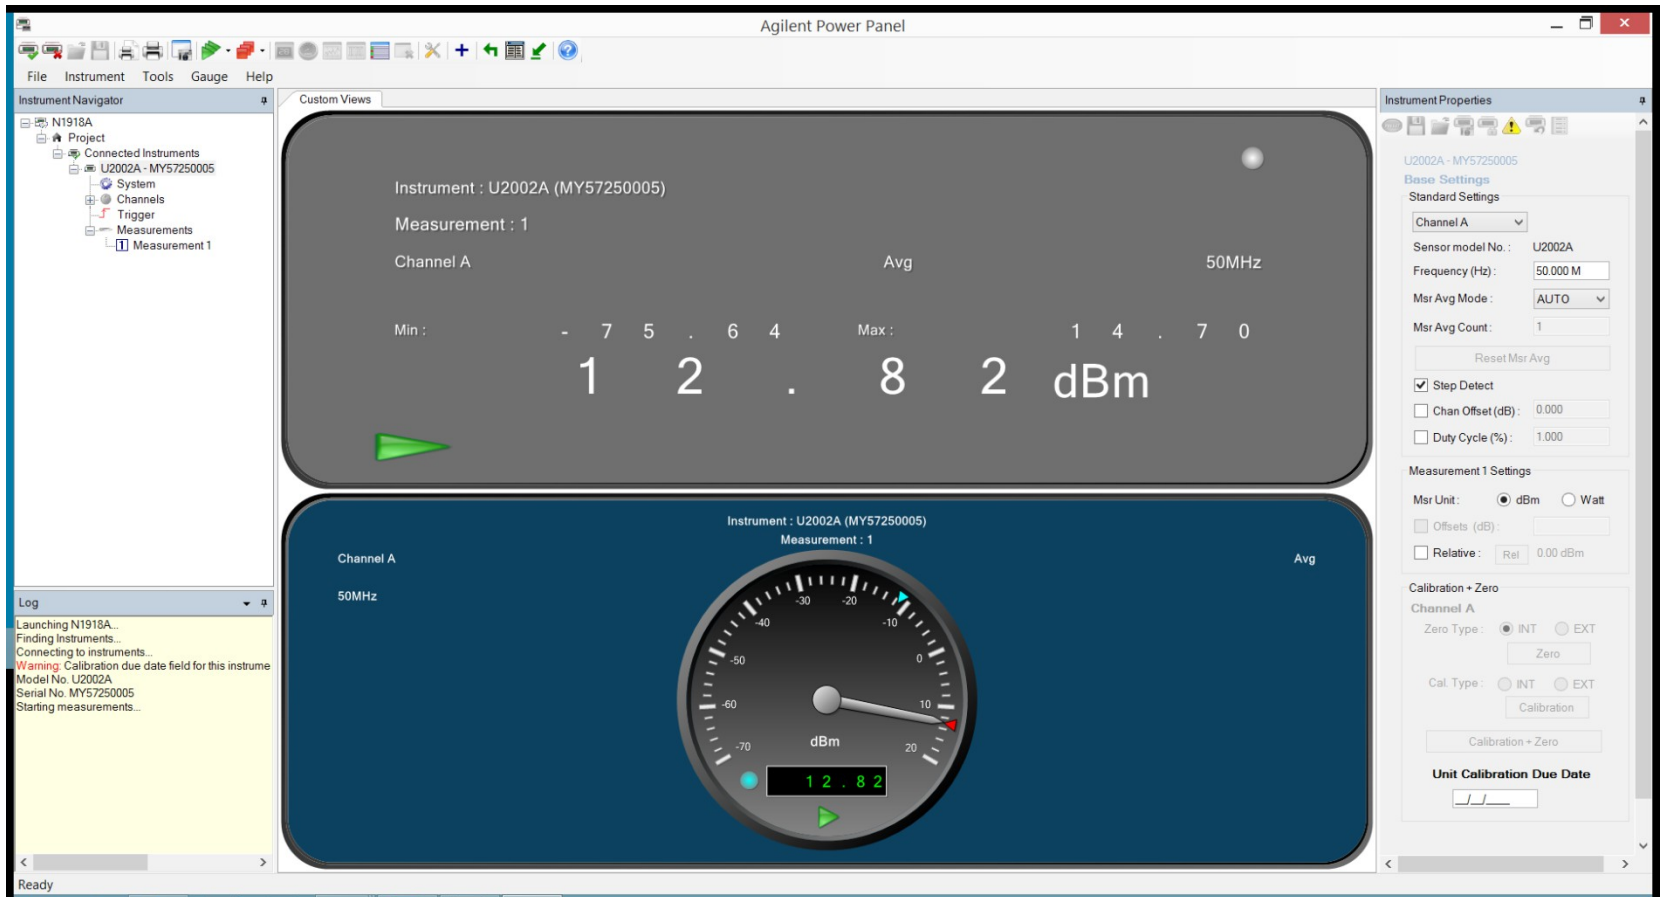 Agilent Power Panel
File Instrument Tools Gauge Help
Instrument Navigator
N1918A
Project
Connected Instruments
U2002A - MY57250005
System
Channels
Trigger
Measurements
1 Measurement 1
Log
Launching N1918A...
Finding Instruments...
Connecting to instruments...
Warning: Calibration due date field for this instrume
Model No. U2002A
Serial No. MY57250005
Starting measurements...
Ready
Custom Views
Instrument : U2002A (MY57250005)
Measurement : 1
Channel A Avg 50MHz
Min : - 7 5 . 6 4 Max : 1 4 . 7 0
1 2 . 8 2 dBm
Instrument : U2002A (MY57250005)
Measurement : 1
Channel A Avg
50MHz
-30 -20
-40 -10
-50 0
-60 10
-70 dBm 20
1 2 . 8 2
Instrument Properties
U2002A - MY57250005
Base Settings
Standard Settings
Channel A
Sensor model No. : U2002A
Frequency (Hz) : 50.000 M
Msr Avg Mode : AUTO
Msr Avg Count : 1
Reset Msr Avg
Step Detect
Chan Offset (dB) : 0.000
Duty Cycle (%) : 1.000
Measurement 1 Settings
Msr Unit : dBm Watt
Offsets (dB) :
Relative : Rel 0.00 dBm
Calibration + Zero
Channel A
Zero Type : INT EXT
Zero
Cal. Type : INT EXT
Calibration
Calibration + Zero
Unit Calibration Due Date
__/__/____